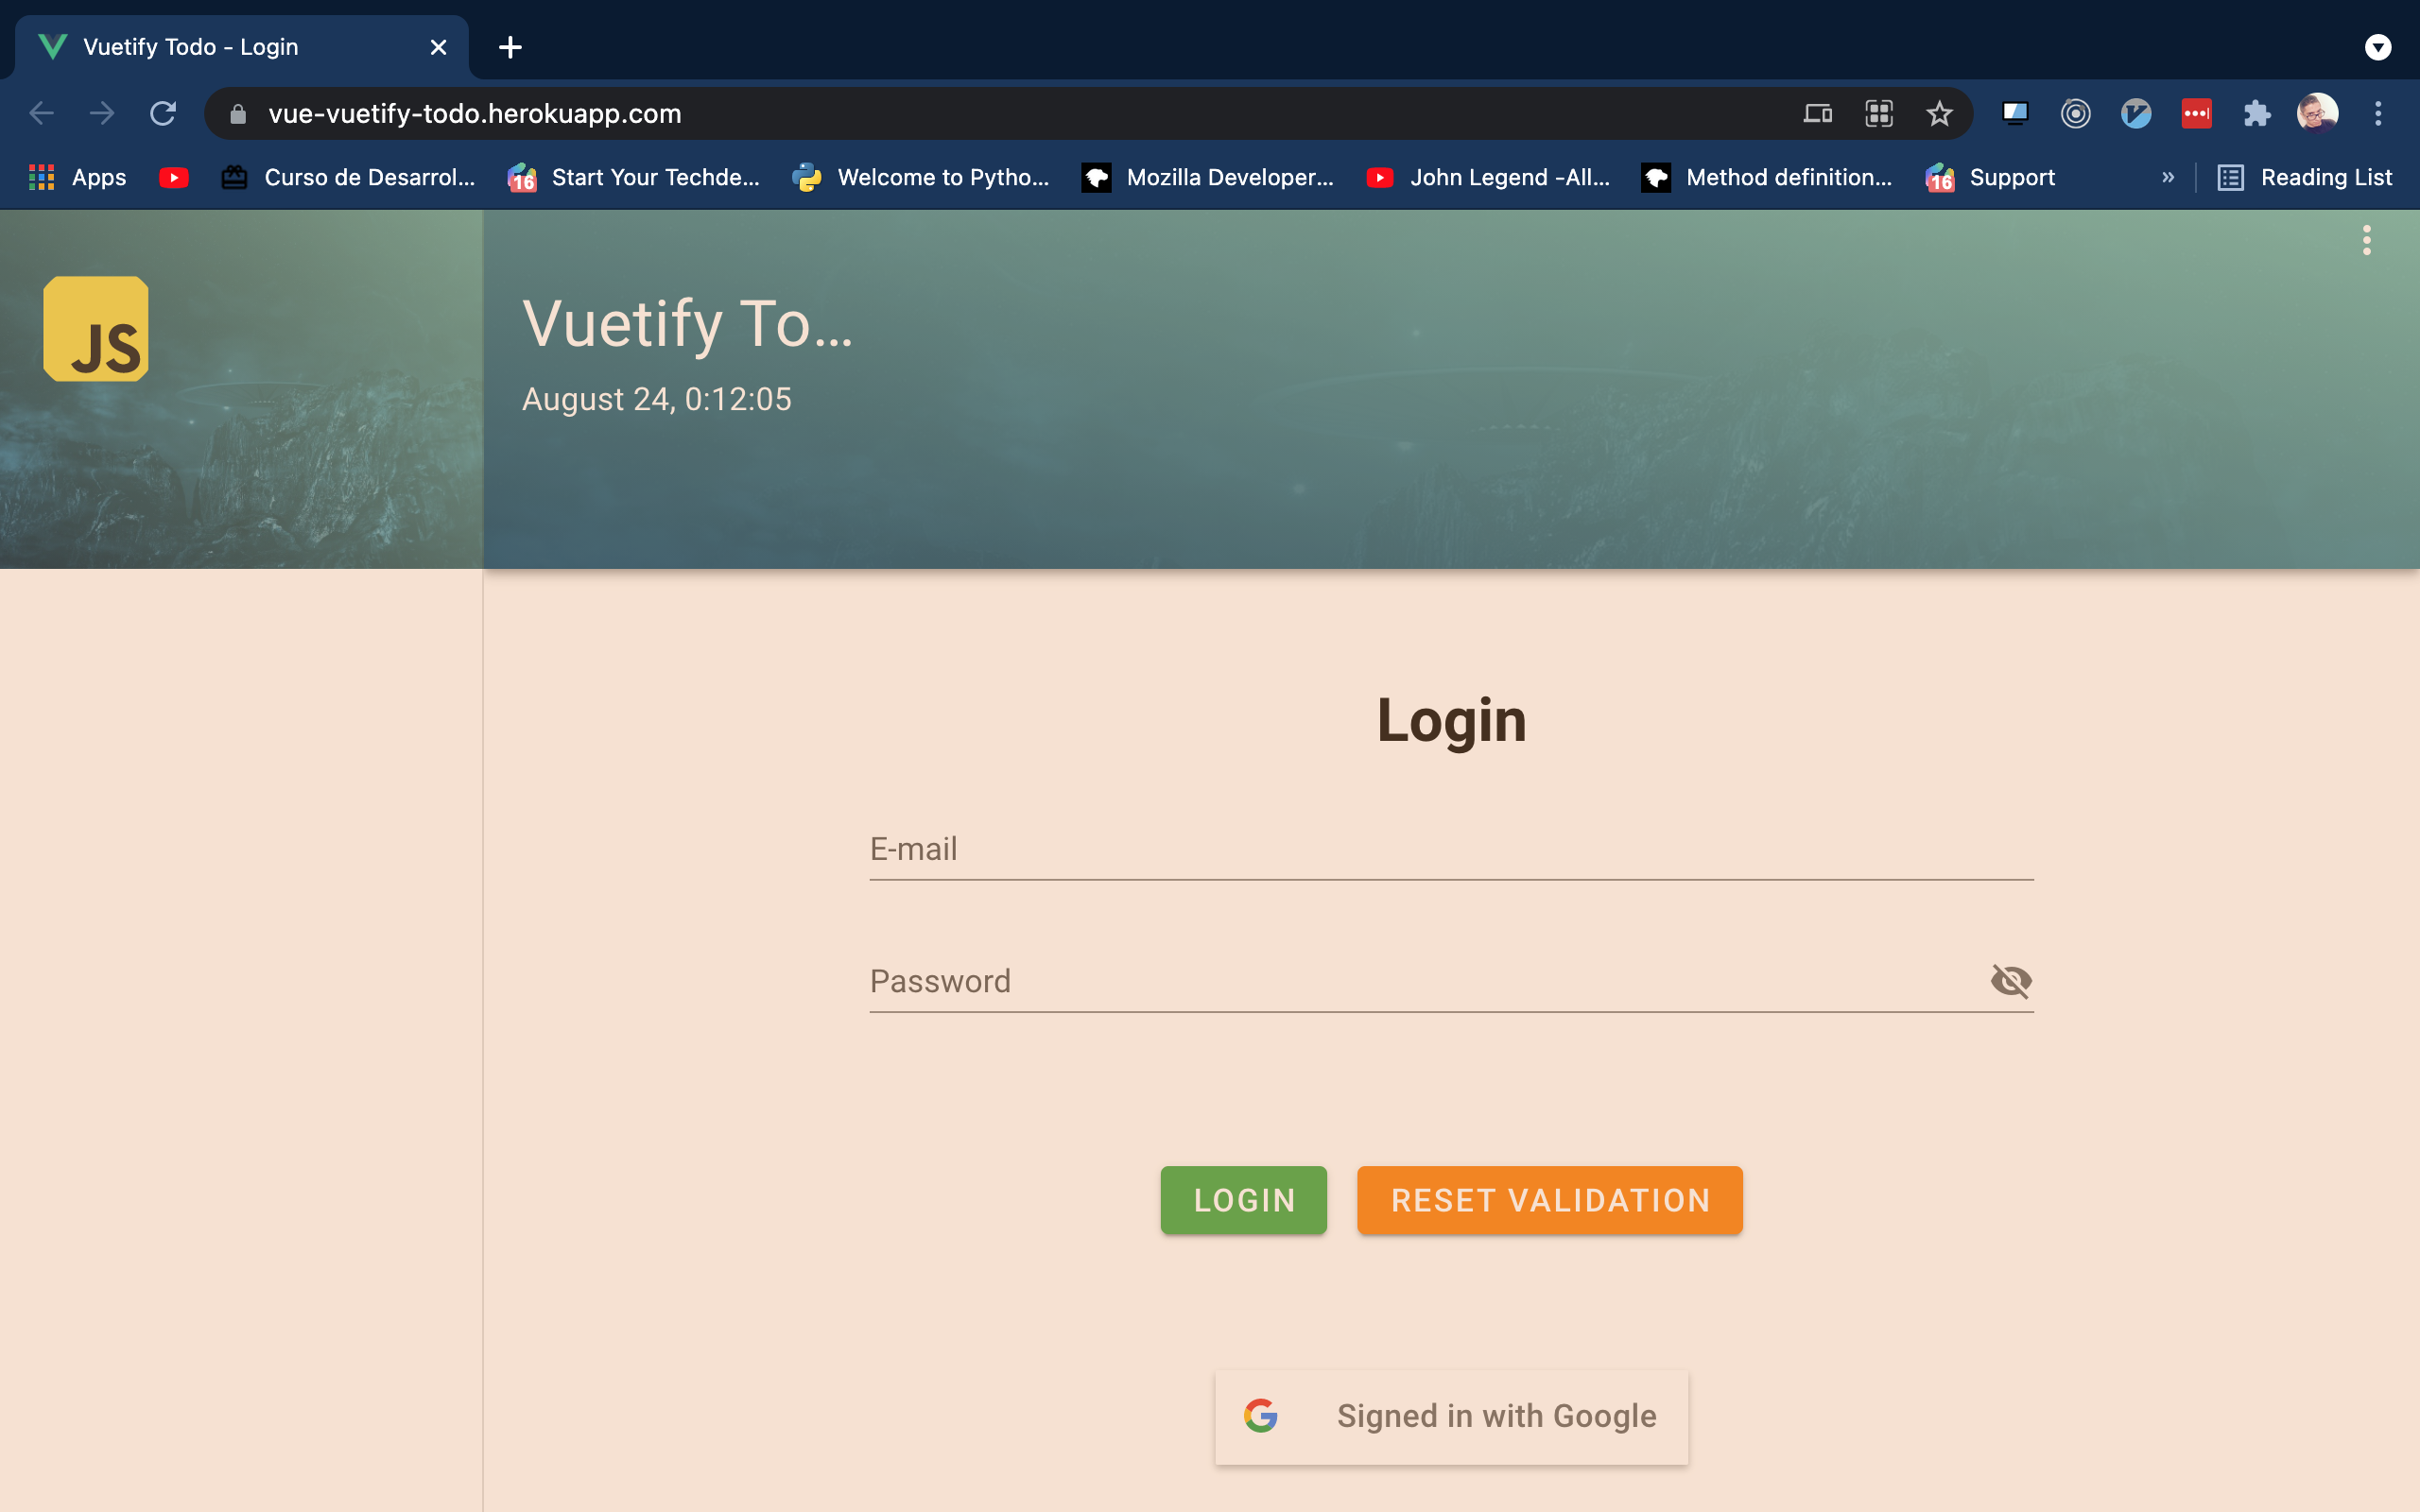 Vuetify Todo - Login
vue-vuetify-todo.herokuapp.com
Apps Curso de Desarrol... 16 Start Your Techde... Welcome to Pytho... Mozilla Developer... John Legend -All... Method definition... 16 Support » Reading List
JS
Vuetify To...
August 24, 0:12:05
Login
E-mail
Password
LOGIN RESET VALIDATION
Signed in with Google